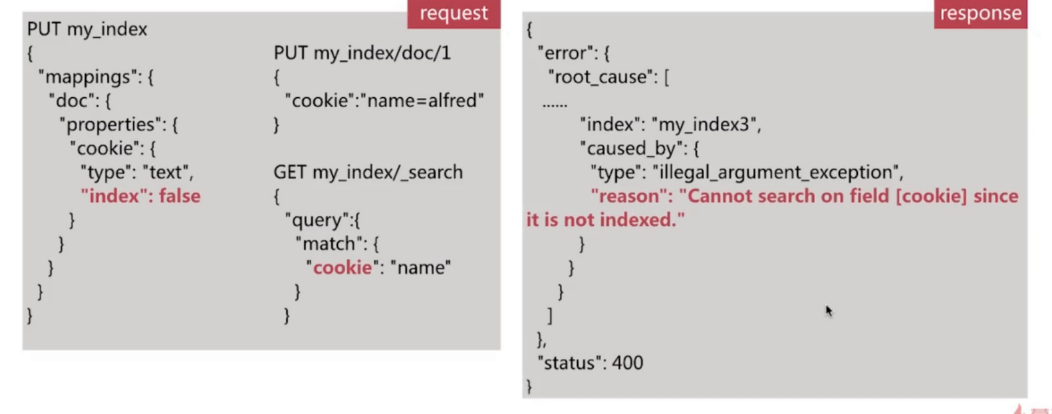 request
PUT my_index
{
"mappings": {
"doc": {
"properties": {
"cookie": {
"type": "text",
"index": false
}
}
}
}
}
PUT my_index/doc/1
{
"cookie":"name=alfred"
}
GET my_index/_search
{
"query":{
"match": {
"cookie": "name"
}
}
response
{
"error": {
"root_cause": [
......
"index": "my_index3",
"caused_by": {
"type": "illegal_argument_exception",
"reason": "Cannot search on field [cookie] since
it is not indexed."
}
}
}
]
},
"status": 400
}